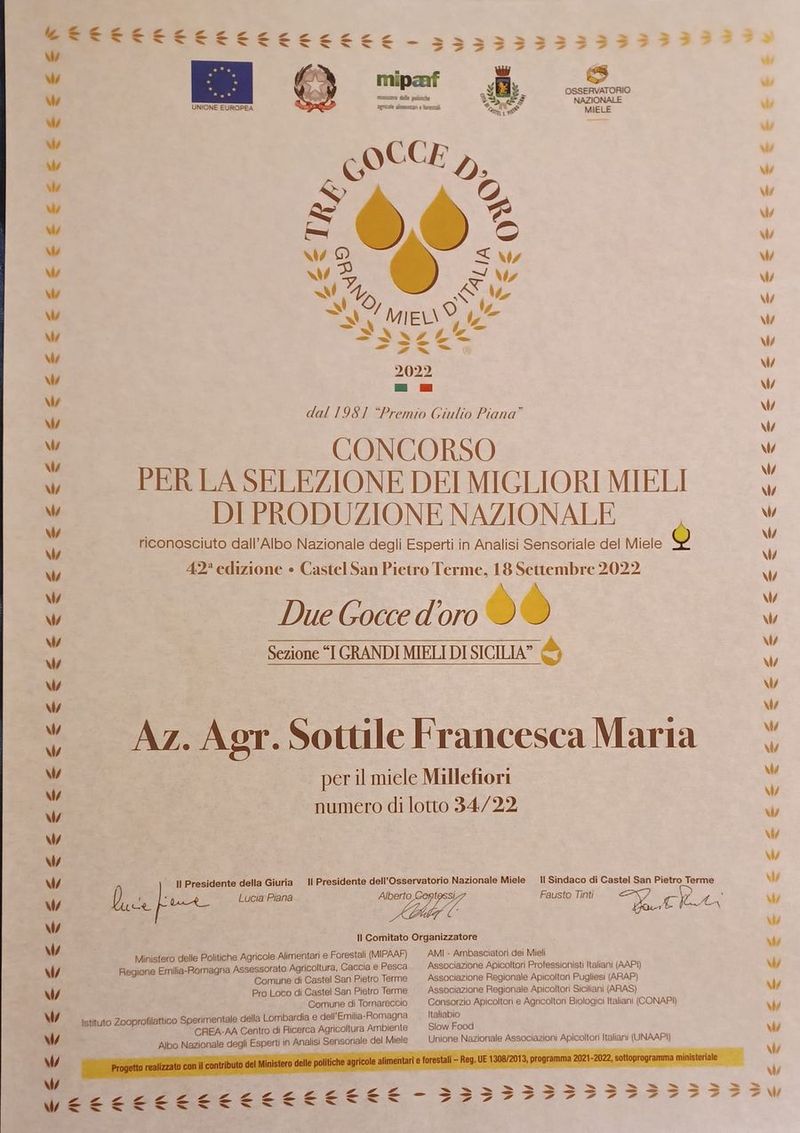 UNIONE EUROPEA
mipaaf
ministero delle politiche
agricole alimentari e forestali
OSSERVATORIO
NAZIONALE
MIELE
TRE GOCCE D'ORO
GRANDI MIELI D'ITALIA
2022
dal 1981 "Premio Giulio Piana"
CONCORSO
PER LA SELEZIONE DEI MIGLIORI MIELI
DI PRODUZIONE NAZIONALE
riconosciuto dall'Albo Nazionale degli Esperti in Analisi Sensoriale del Miele
42ª edizione • Castel San Pietro Terme, 18 Settembre 2022
Due Gocce d'oro
Sezione "I GRANDI MIELI DI SICILIA"
Az. Agr. Sottile Francesca Maria
per il miele Millefiori
numero di lotto 34/22
Il Presidente della Giuria
Lucia Piana
Il Presidente dell'Osservatorio Nazionale Miele
Alberto Contessi
Il Sindaco di Castel San Pietro Terme
Fausto Tinti
Il Comitato Organizzatore
Ministero delle Politiche Agricole Alimentari e Forestali (MIPAAF)
Regione Emilia-Romagna Assessorato Agricoltura, Caccia e Pesca
Comune di Castel San Pietro Terme
Pro Loco di Castel San Pietro Terme
Comune di Tornareccio
Istituto Zooprofilattico Sperimentale della Lombardia e dell'Emilia-Romagna
CREA-AA Centro di Ricerca Agricoltura Ambiente
Albo Nazionale degli Esperti in Analisi Sensoriale del Miele
AMI - Ambasciatori dei Mieli
Associazione Apicoltori Professionisti Italiani (AAPI)
Associazione Regionale Apicoltori Pugliesi (ARAP)
Associazione Regionale Apicoltori Siciliani (ARAS)
Consorzio Apicoltori e Agricoltori Biologici Italiani (CONAPI)
Italiabio
Slow Food
Unione Nazionale Associazioni Apicoltori Italiani (UNAAPI)
Progetto realizzato con il contributo del Ministero delle politiche agricole alimentari e forestali – Reg. UE 1308/2013, programma 2021-2022, sottoprogramma ministeriale